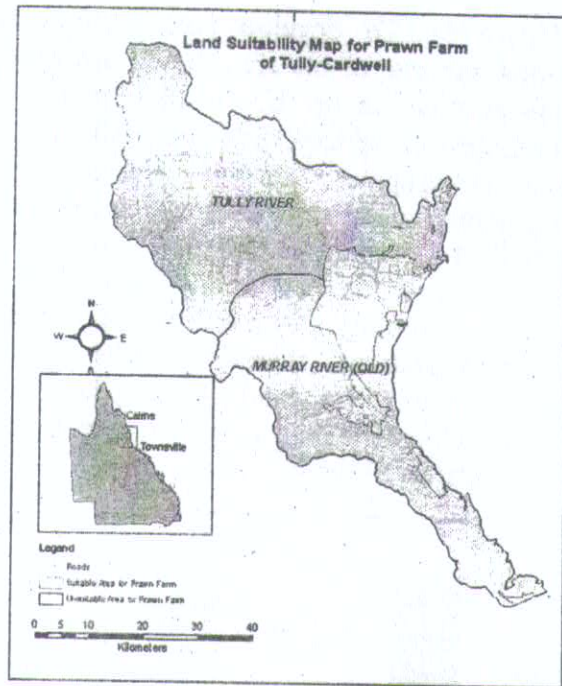 Land Suitability Map for Prawn Farm
of Tully-Cardwell
TULLY RIVER
N
W E
MURRAY RIVER (QLD)
Cairns
Townsville
Legend
Roads
Suitable Area for Prawn Farm
Unsuitable Area for Prawn Farm
0 5 10 20 30 40
Kilometers